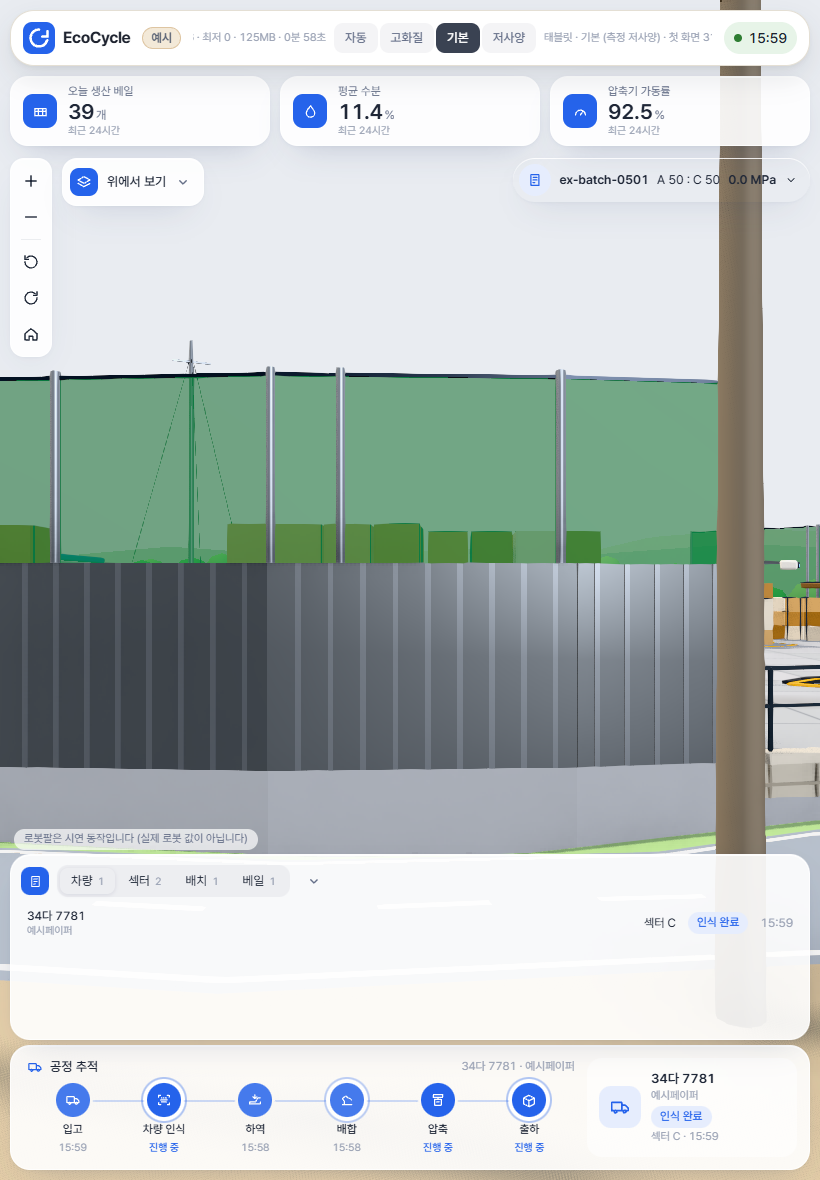 EcoCycle
예시
· 최저 0 · 125MB · 0분 58초
자동
고화질
기본
저사양
태블릿 · 기본 (측정 저사양) · 첫 화면
15:59
오늘 생산 베일
39개
최근 24시간
평균 수분
11.4%
최근 24시간
압축기 가동률
92.5%
최근 24시간
위에서 보기
ex-batch-0501 A 50 : C 50 0.0 MPa
로봇팔은 시연 동작입니다 (실제 로봇 값이 아닙니다)
차량 1
섹터 2
배치 1
베일 1
34다 7781
예시페이퍼
섹터 C
인식 완료
15:59
공정 추적
34다 7781 · 예시페이퍼
입고
15:59
차량 인식
진행 중
하역
15:58
배합
15:58
압축
진행 중
출하
진행 중
34다 7781
예시페이퍼
인식 완료
섹터 C · 15:59